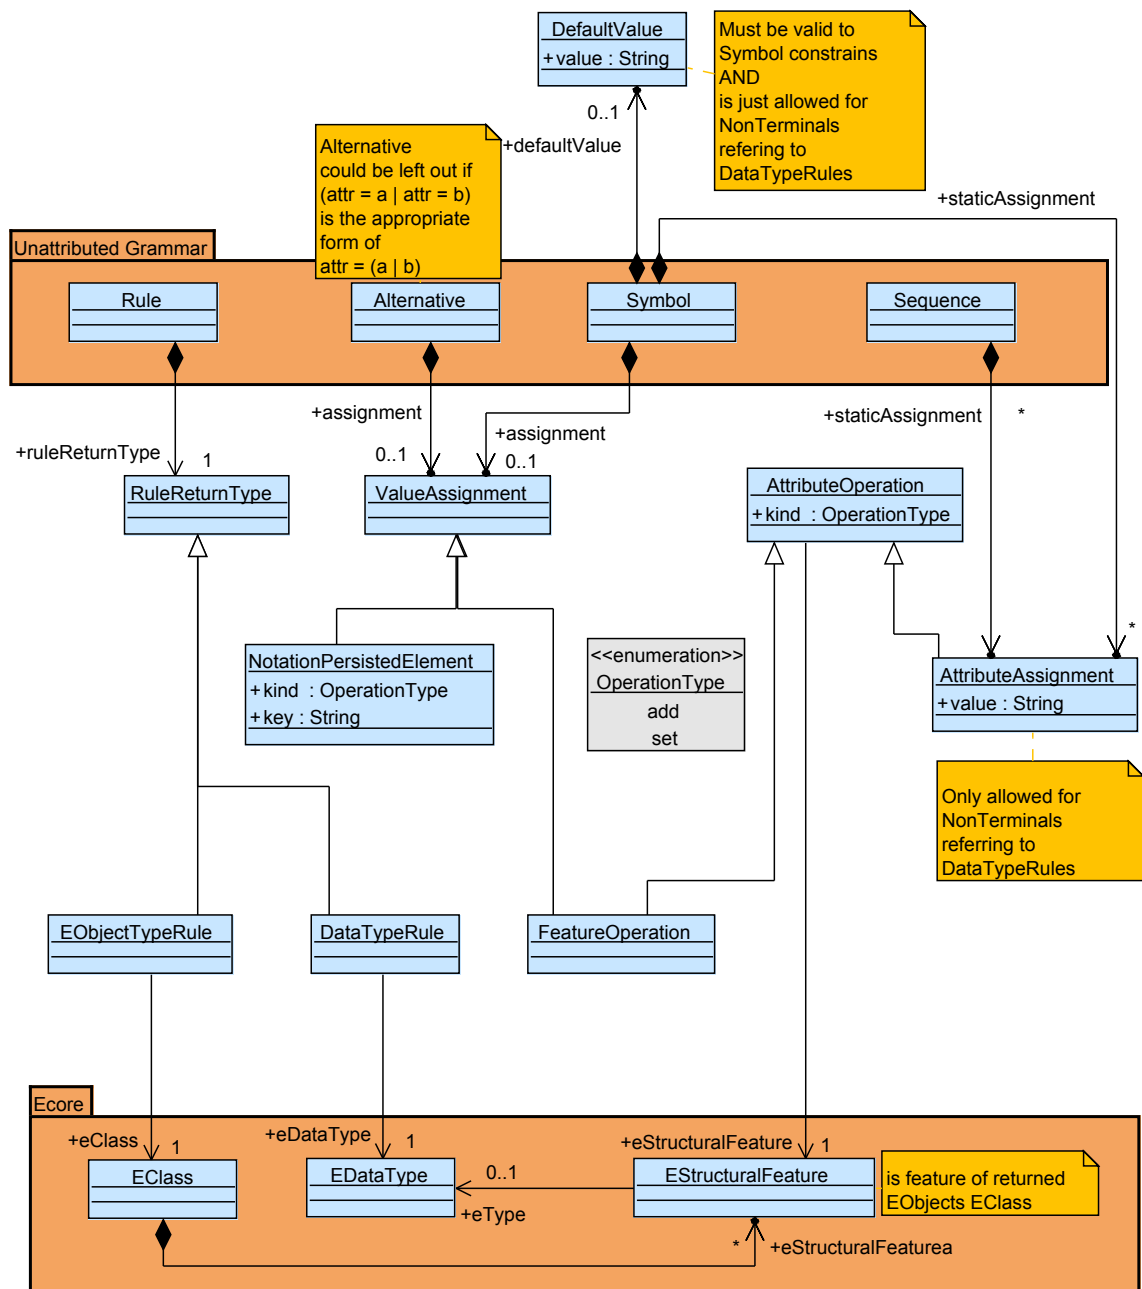 DefaultValue
+ value : String
Must be valid to
Symbol constrains
AND
is just allowed for
NonTerminals
refering to
DataTypeRules
0..1
+defaultValue
Alternative
could be left out if
(attr = a | attr = b)
is the appropriate
form of
attr = (a | b)
+staticAssignment
Unattributed Grammar
Rule
Alternative
Symbol
Sequence
+assignment
+staticAssignment
*
+assignment
+ruleReturnType
1
0..1
0..1
RuleReturnType
ValueAssignment
AttributeOperation
+ kind : OperationType
*
NotationPersistedElement
+ kind : OperationType
+ key : String
<<enumeration>>
OperationType
add
set
AttributeAssignment
+ value : String
Only allowed for
NonTerminals
referring to
DataTypeRules
EObjectTypeRule
DataTypeRule
FeatureOperation
Ecore
+eClass
1
+eDataType
1
+eStructuralFeature
1
EClass
EDataType
0..1
EStructuralFeature
is feature of returned
EObjects EClass
+eType
*
+eStructuralFeaturea